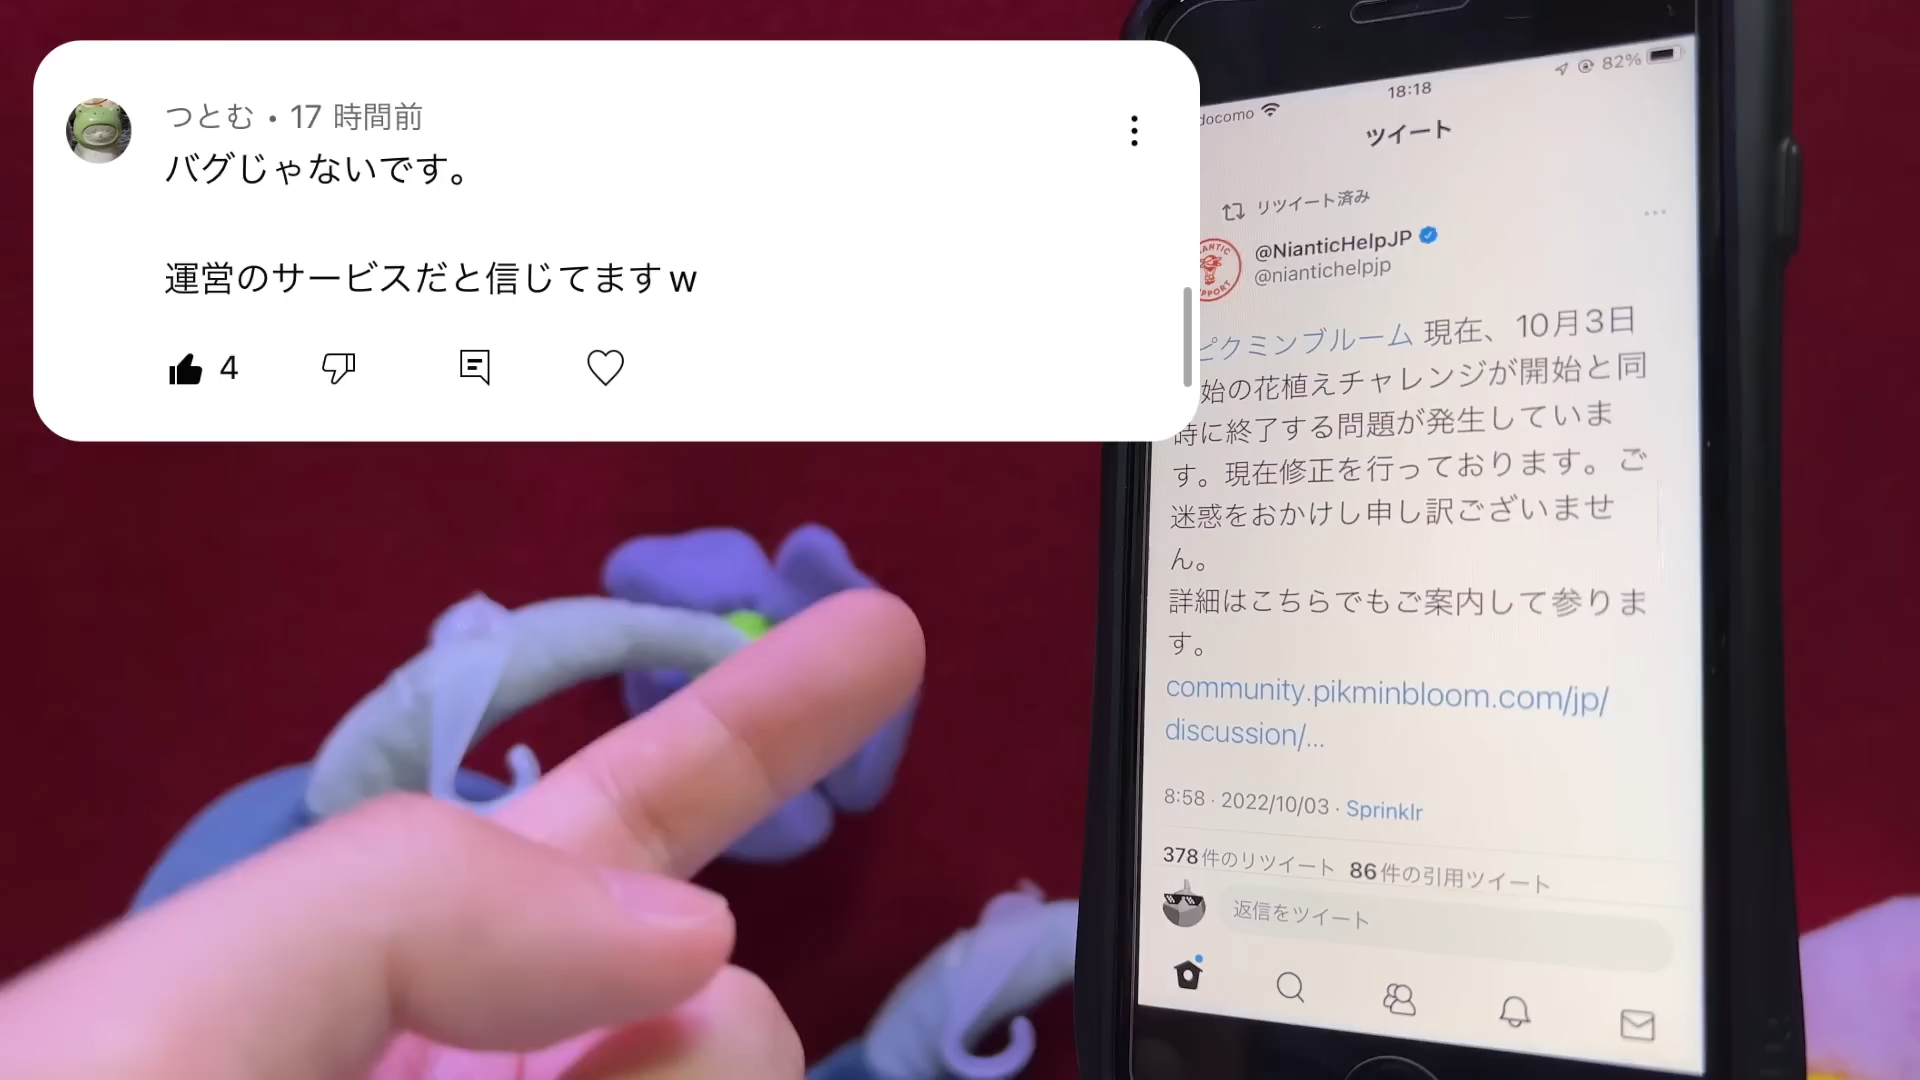 つとむ・17 時間前
バグじゃないです。
運営のサービスだと信じてますw
4
docomo
18:18
82%
ツイート
リツイート済み
@NianticHelpJP
@niantichelpjp
ピクミンブルーム 現在、10月3日
始の花植えチャレンジが開始と同
時に終了する問題が発生していま
す。現在修正を行っております。ご
迷惑をおかけし申し訳ございませ
ん。
詳細はこちらでもご案内して参りま
す。
community.pikminbloom.com/jp/
discussion/...
8:58 · 2022/10/03 · Sprinklr
378件のリツイート 86件の引用ツイート
返信をツイート